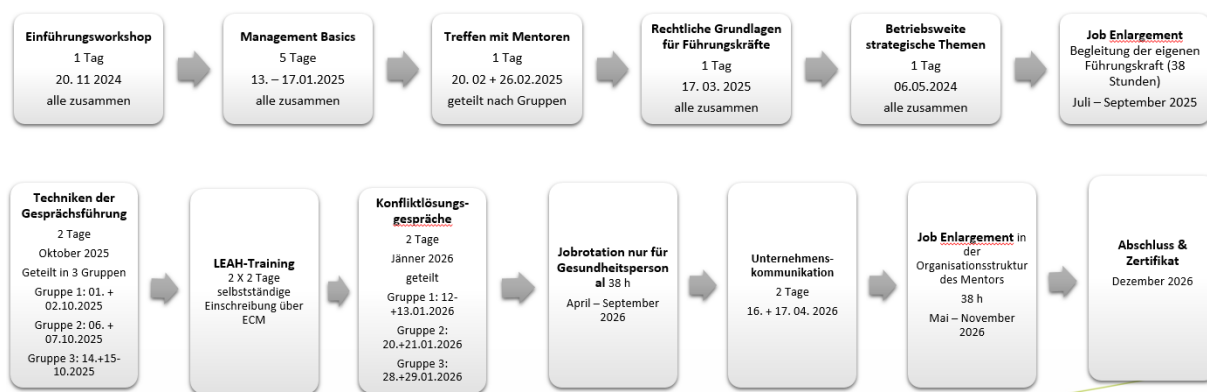 Einführungsworkshop
1 Tag
20. 11 2024
alle zusammen
Management Basics
5 Tage
13. – 17.01.2025
alle zusammen
Treffen mit Mentoren
1 Tag
20. 02 + 26.02.2025
geteilt nach Gruppen
Rechtliche Grundlagen
für Führungskräfte
1 Tag
17. 03. 2025
alle zusammen
Betriebsweite
strategische Themen
1 Tag
06.05.2024
alle zusammen
Job Enlargement
Begleitung der eigenen
Führungskraft (38
Stunden)
Juli – September 2025
Techniken der
Gesprächsführung
2 Tage
Oktober 2025
Geteilt in 3 Gruppen
Gruppe 1: 01. +
02.10.2025
Gruppe 2: 06. +
07.10.2025
Gruppe 3: 14.+15-
10.2025
LEAH-Training
2 X 2 Tage
selbstständige
Einschreibung über
ECM
Konfliktlösungs-
gespräche
2 Tage
Jänner 2026
geteilt
Gruppe 1: 12-
+13.01.2026
Gruppe 2:
20.+21.01.2026
Gruppe 3:
28.+29.01.2026
Jobrotation nur für
Gesundheitsperson
al 38 h
April – September
2026
Unternehmens-
kommunikation
2 Tage
16. + 17. 04. 2026
Job Enlargement in
der
Organisationsstruktur
des Mentors
38 h
Mai – November
2026
Abschluss &
Zertifikat
Dezember 2026